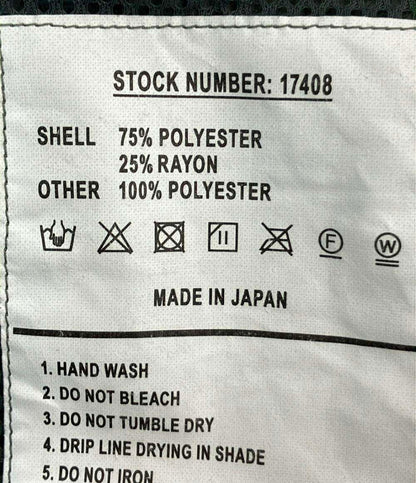 STOCK NUMBER: 17408
SHELL 75% POLYESTER
25% RAYON
OTHER 100% POLYESTER
F W
MADE IN JAPAN
1. HAND WASH
2. DO NOT BLEACH
3. DO NOT TUMBLE DRY
4. DRIP LINE DRYING IN SHADE
5. DO NOT IRON